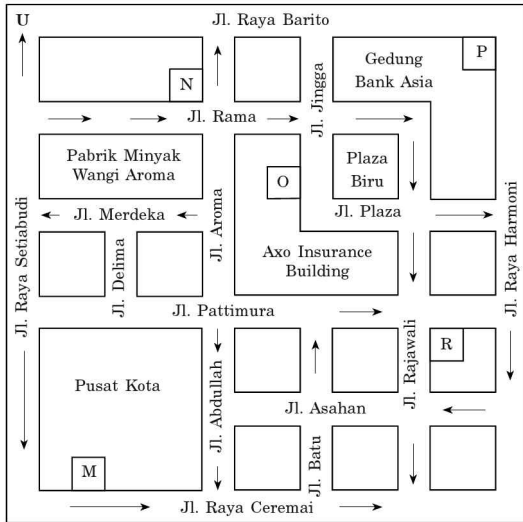 U
Jl. Raya Barito
Gedung
Bank Asia
P
N
Jl. Jingga
Jl. Rama
Pabrik Minyak
Wangi Aroma
O
Plaza
Biru
Jl. Merdeka
Jl. Plaza
Jl. Raya Setiabudi
Jl. Delima
Jl. Aroma
Axo Insurance
Building
Jl. Raya Harmoni
Jl. Pattimura
Jl. Rajawali
R
Pusat Kota
Jl. Abdullah
Jl. Asahan
M
Jl. Batu
Jl. Raya Ceremai